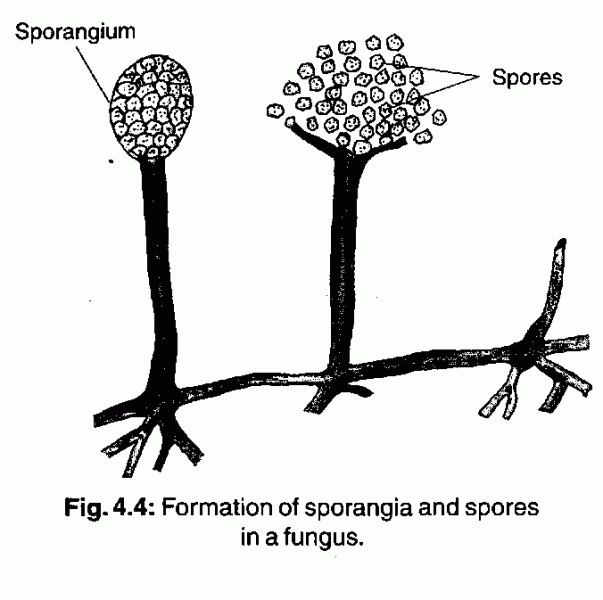 Sporangium
Spores
Fig. 4.4: Formation of sporangia and spores
in a fungus.